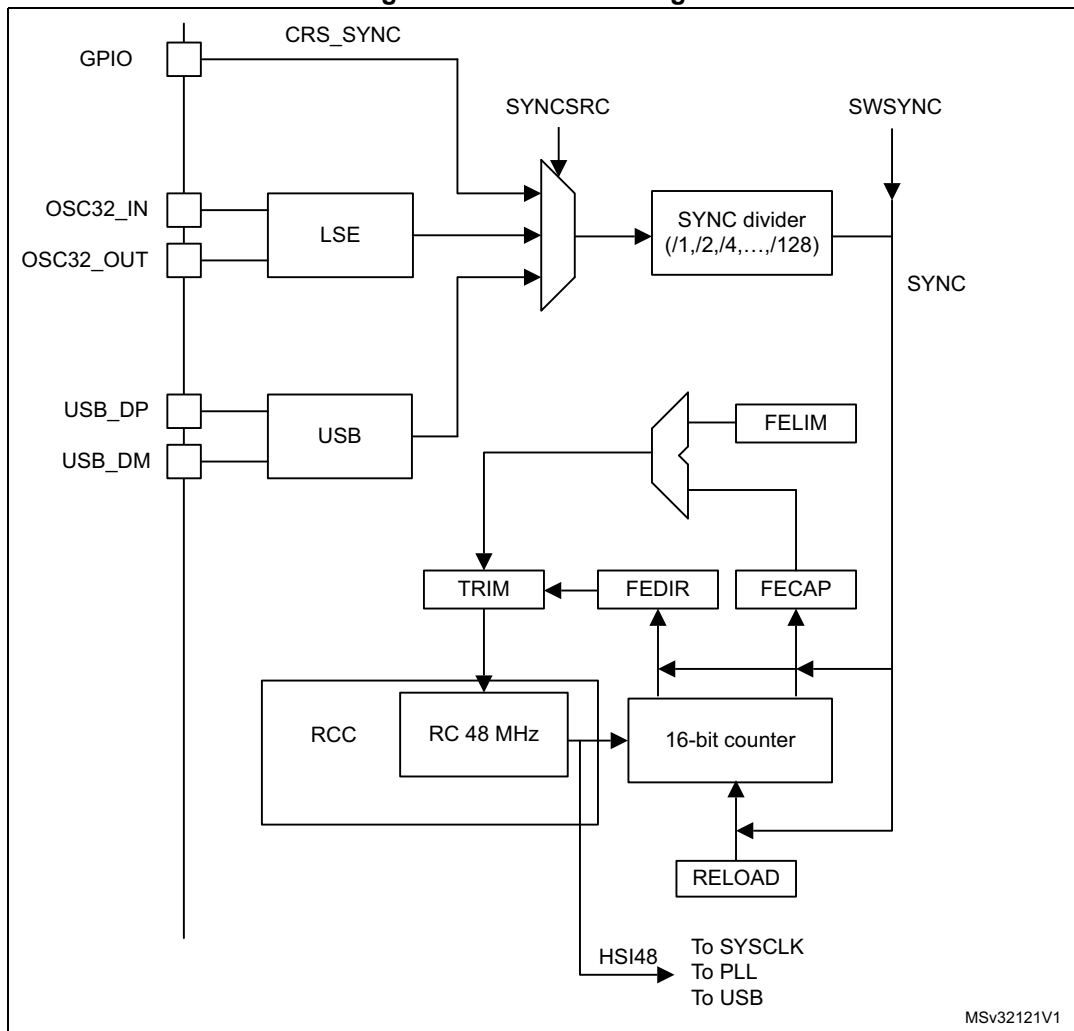 CRS_SYNC
GPIO
SYNCSRC
SWSYNC
OSC32_IN
LSE
SYNC divider
(/1,/2,/4,…,/128)
OSC32_OUT
SYNC
USB_DP
USB
FELIM
USB_DM
TRIM
FEDIR
FECAP
RCC
RC 48 MHz
16-bit counter
RELOAD
HSI48
To SYSCLK
To PLL
To USB
MSv32121V1